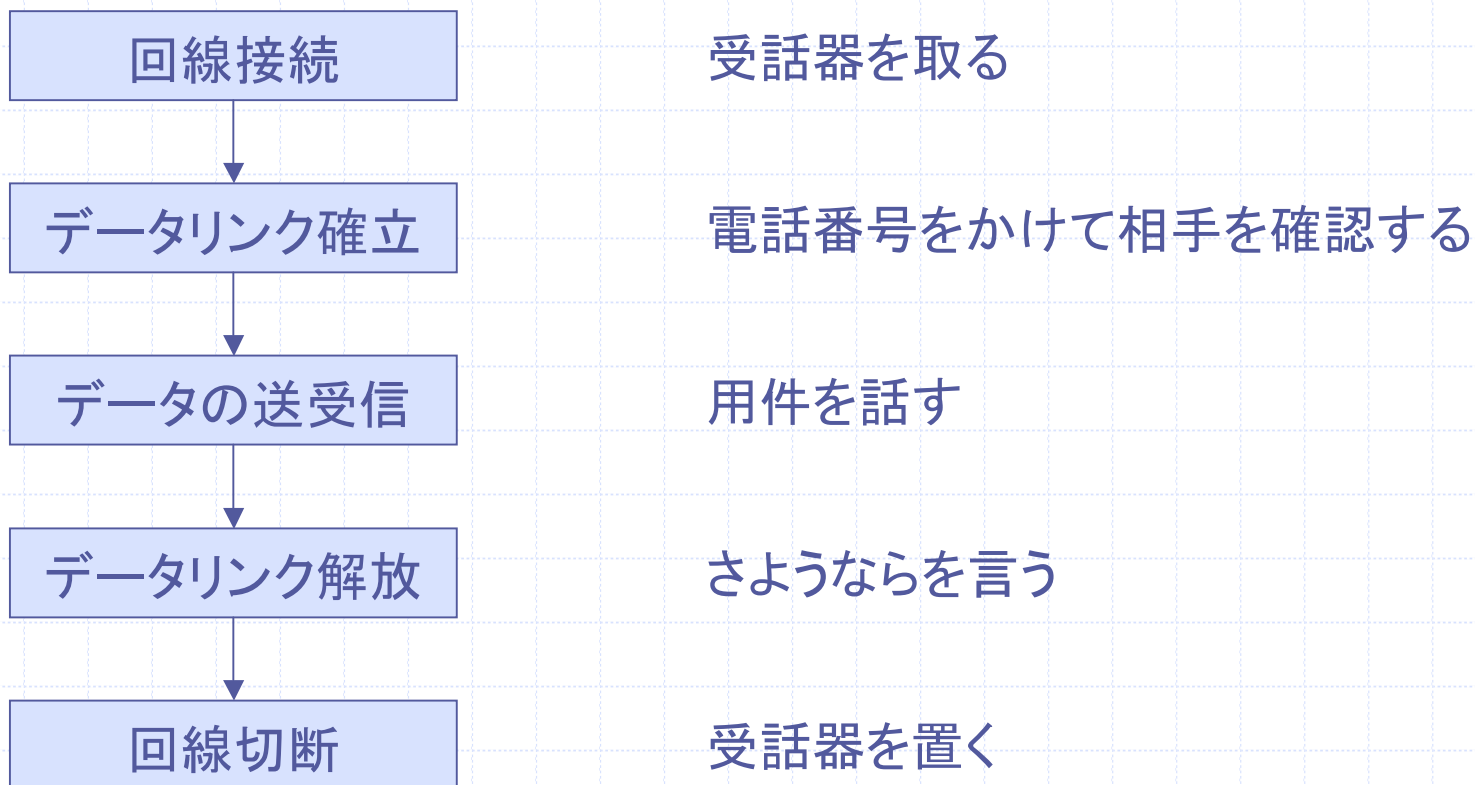 回線接続
受話器を取る
データリンク確立
電話番号をかけて相手を確認する
データの送受信
用件を話す
データリンク解放
さようならを言う
回線切断
受話器を置く